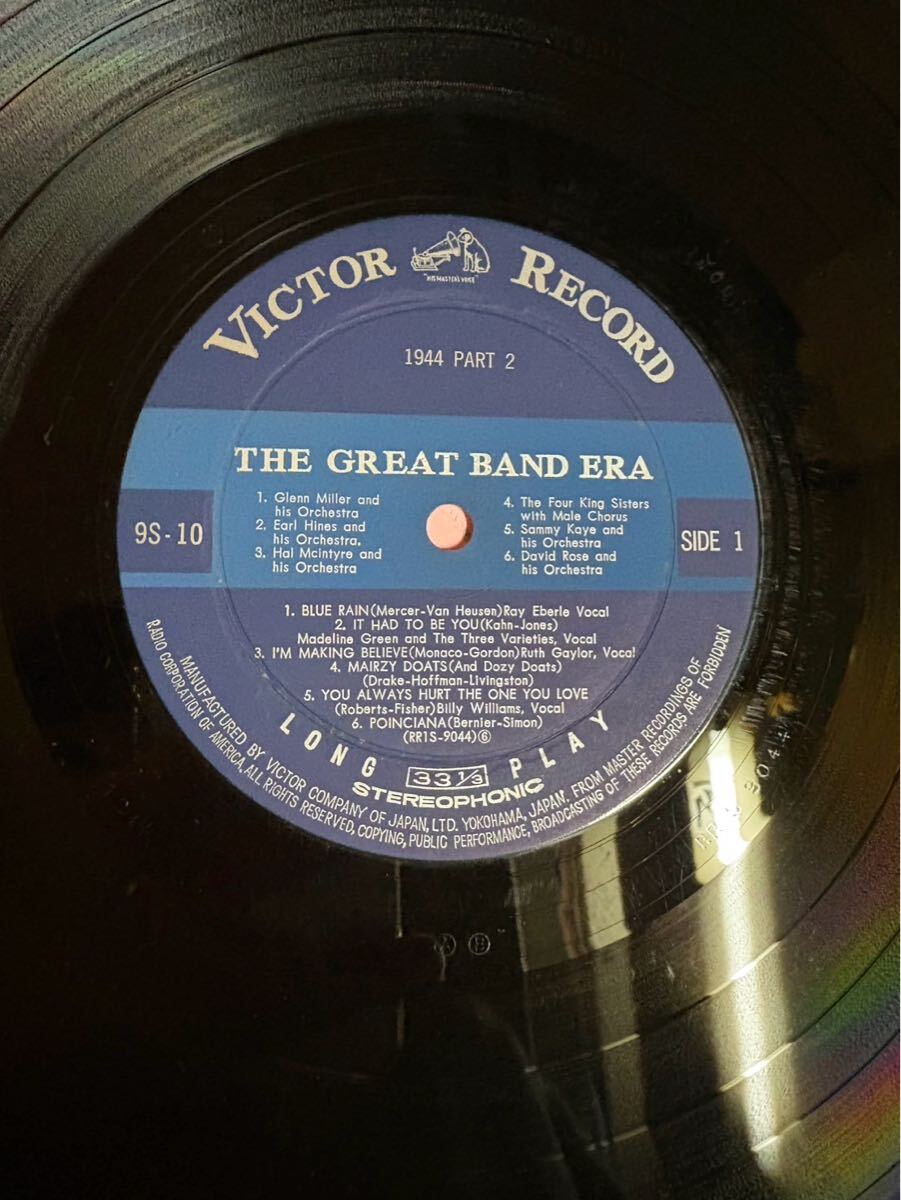 VICTOR RECORD
"HIS MASTER'S VOICE"
1944 PART 2
THE GREAT BAND ERA
1. Glenn Miller and
his Orchestra
2. Earl Hines and
his Orchestra.
3. Hal Mcintyre and
his Orchestra
4. The Four King Sisters
with Male Chorus
5. Sammy Kaye and
his Orchestra
6. David Rose and
his Orchestra
9S-10
SIDE 1
1. BLUE RAIN(Mercer-Van Heusen)Ray Eberle Vocal
2. IT HAD TO BE YOU(Kahn-Jones)
Madeline Green and The Three Varieties, Vocal
3. I'M MAKING BELIEVE(Monaco-Gordon)Ruth Gaylor, Vocal
4. MAIRZY DOATS(And Dozy Doats)
(Drake-Hoffman-Livingston)
5. YOU ALWAYS HURT THE ONE YOU LOVE
(Roberts-Fisher)Billy Williams, Vocal
6. POINCIANA(Bernier-Simon)
(RR1S-9044)⑥
LONG 33⅓ PLAY
STEREOPHONIC
MANUFACTURED BY VICTOR COMPANY OF JAPAN, LTD. YOKOHAMA, JAPAN. FROM MASTER RECORDINGS OF
RADIO CORPORATION OF AMERICA. ALL RIGHTS RESERVED, COPYING, PUBLIC PERFORMANCE, BROADCASTING OF THESE RECORDS ARE FORBIDDEN